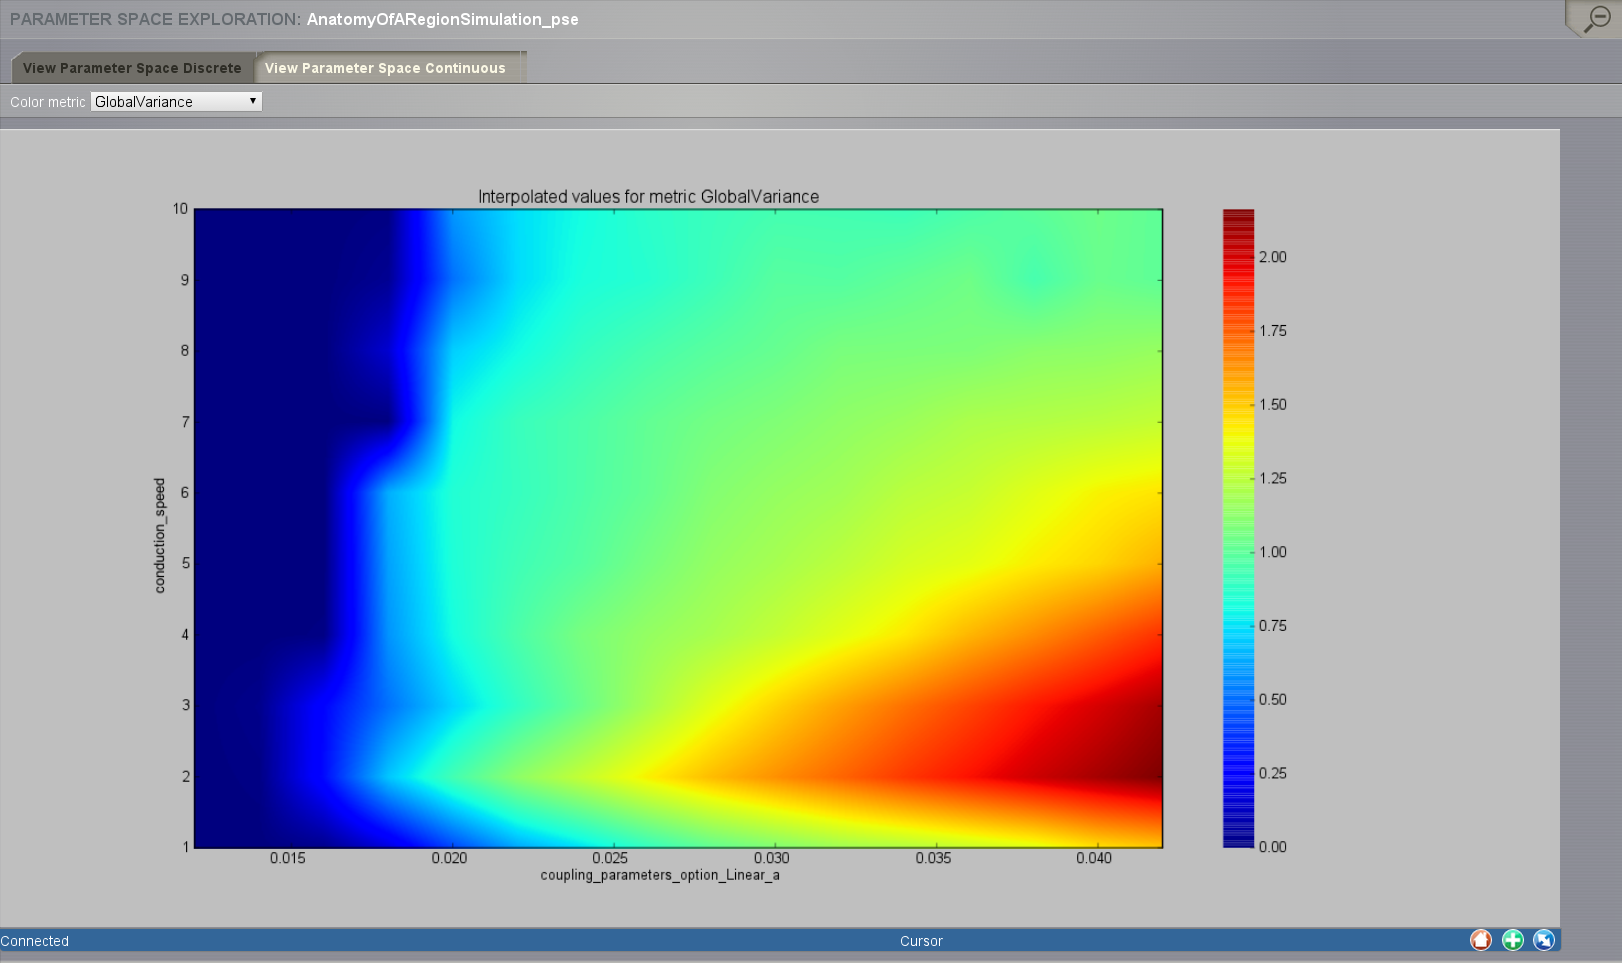 PARAMETER SPACE EXPLORATION: AnatomyOfARegionSimulation_pse
View Parameter Space Discrete View Parameter Space Continuous
Color metric GlobalVariance
Interpolated values for metric GlobalVariance
10
9
8
7
6
5
4
3
2
1
conduction_speed
0.015 0.020 0.025 0.030 0.035 0.040
coupling_parameters_option_Linear_a
2.00
1.75
1.50
1.25
1.00
0.75
0.50
0.25
0.00
Connected Cursor